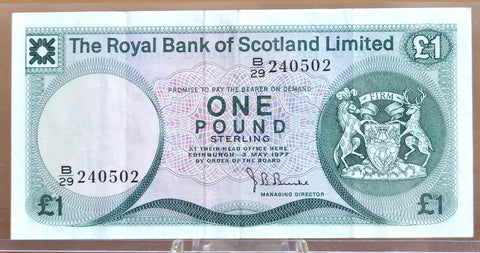 The Royal Bank of Scotland Limited
£1
B/29 240502
PROMISE TO PAY THE BEARER ON DEMAND
ONE
POUND
STERLING
AT THEIR HEAD OFFICE HERE
EDINBURGH 3 MAY 1977
BY ORDER OF THE BOARD
FIRM
B/29 240502
J B Burke
MANAGING DIRECTOR
£1
£1